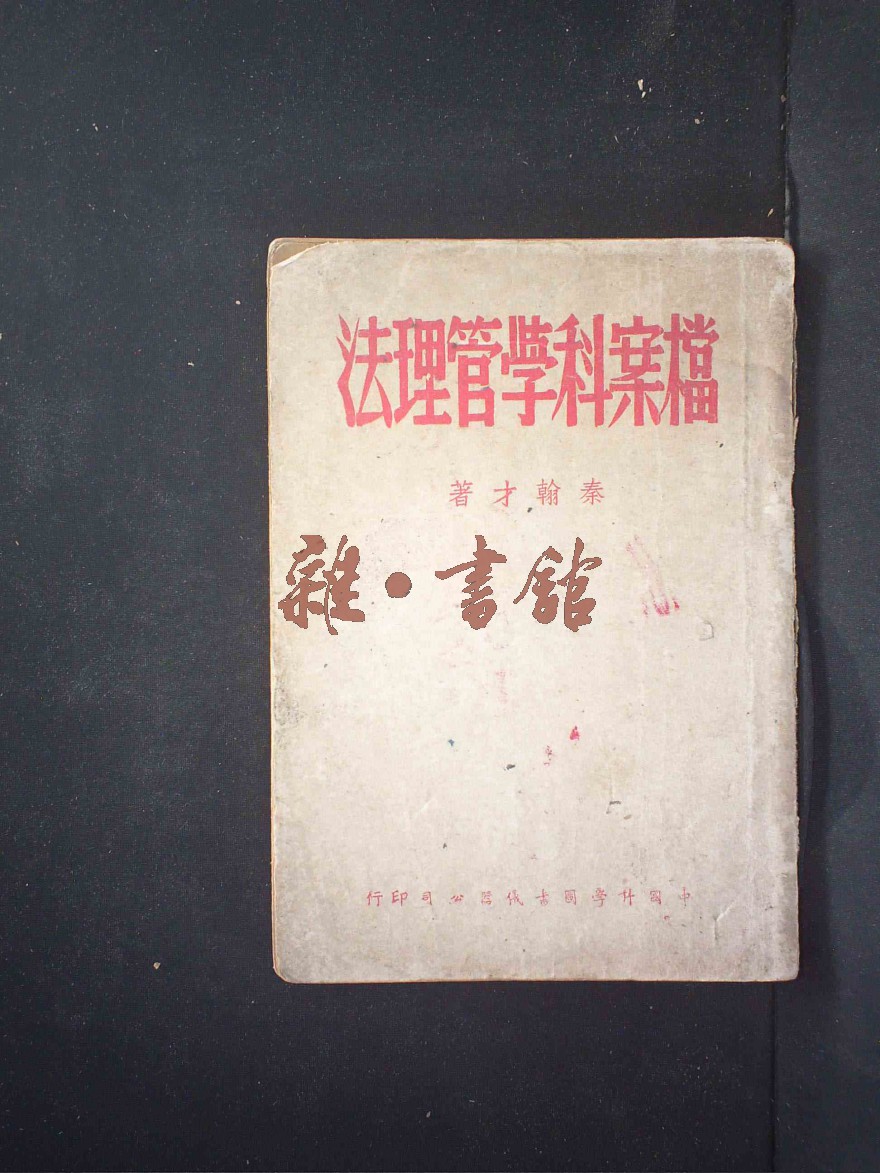 檔案科學管理法
秦翰才著
雜·書館
中國科學圖書儀器公司印行